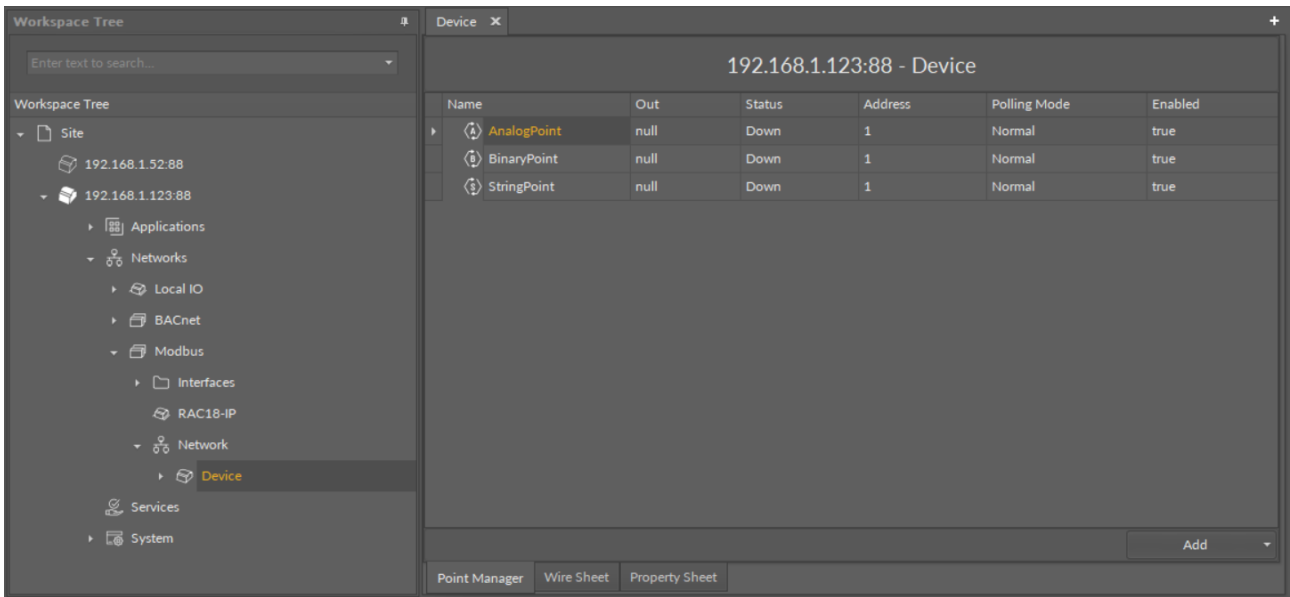 Workspace Tree
Enter text to search...
Workspace Tree
Site
192.168.1.52:88
192.168.1.123:88
Applications
Networks
Local IO
BACnet
Modbus
Interfaces
RAC18-IP
Network
Device
Services
System
Device
192.168.1.123:88 - Device
Name Out Status Address Polling Mode Enabled
AnalogPoint null Down 1 Normal true
BinaryPoint null Down 1 Normal true
StringPoint null Down 1 Normal true
Add
Point Manager Wire Sheet Property Sheet